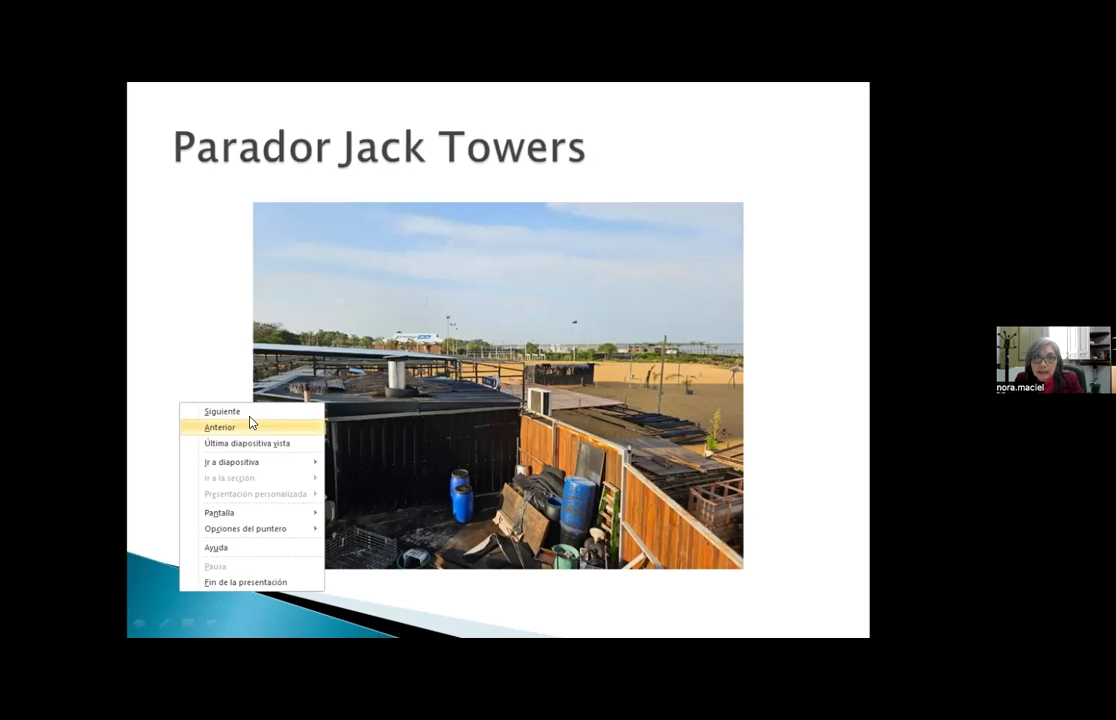 Parador Jack Towers
Siguiente
Anterior
Última diapositiva vista
Ir a diapositiva
Ir a la sección
Presentación personalizada
Pantalla
Opciones del puntero
Ayuda
Pausa
Fin de la presentación
nora.maciel